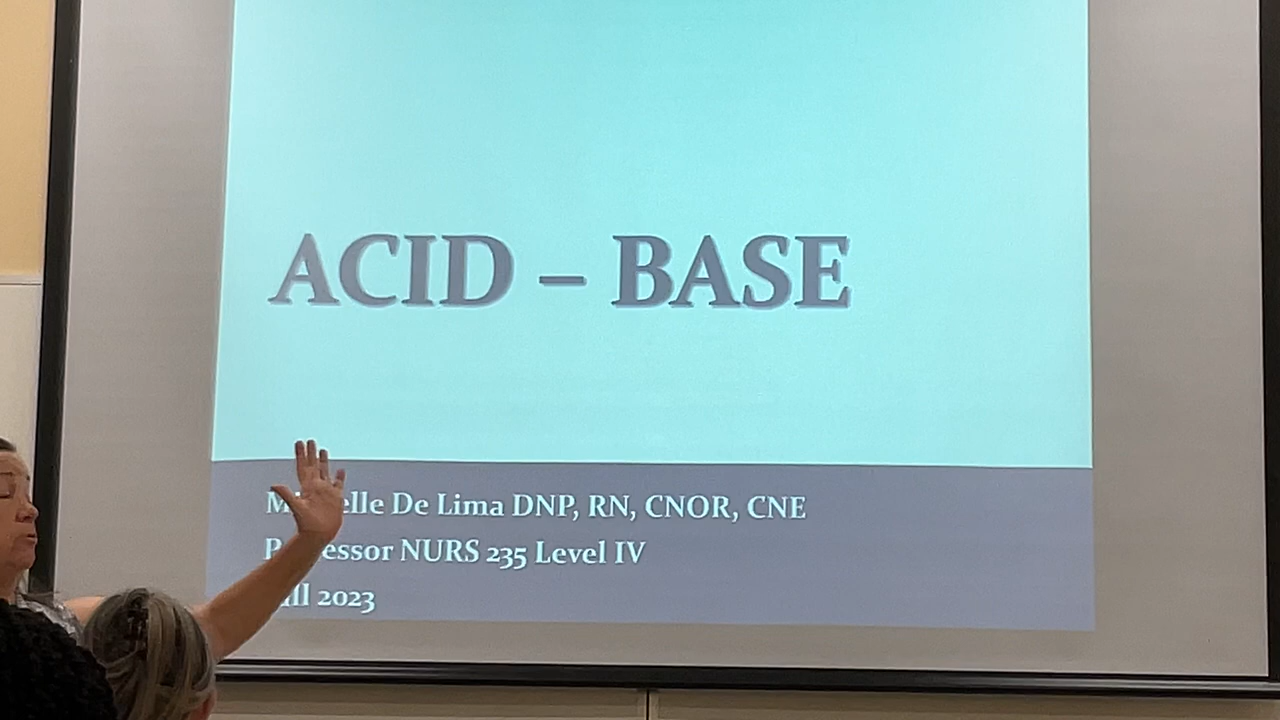 ACID – BASE
De Lima DNP, RN, CNOR, CNE
NURS 235 Level IV
2023